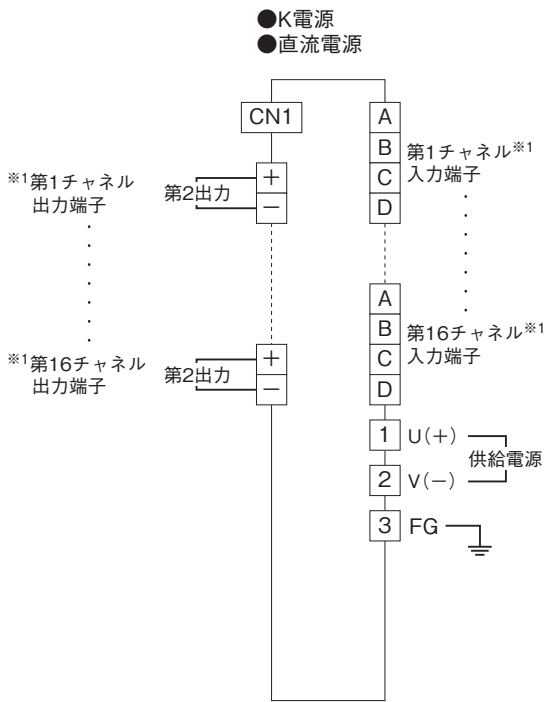 ●K電源
●直流電源
CN1
※1第1チャネル
出力端子
第2出力
+
−
※1第16チャネル
出力端子
第2出力
+
−
A
B
C
D
第1チャネル※1
入力端子
A
B
C
D
第16チャネル※1
入力端子
1 U(+)
2 V(−)
供給電源
3 FG